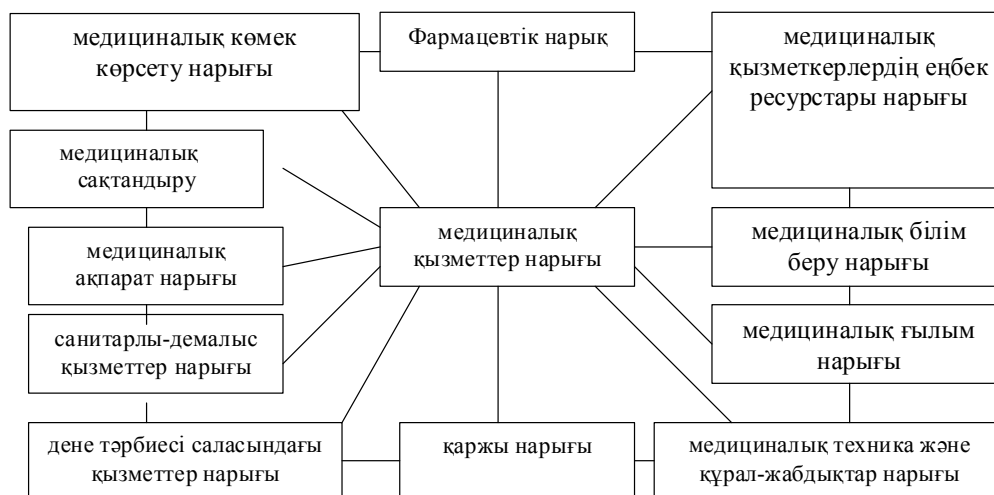 медициналық көмек
көрсету нарығы
Фармацевтік нарық
медициналық
қызметкерлердің еңбек
ресурстары нарығы
медициналық
сақтандыру
медициналық
қызметтер нарығы
медициналық білім
беру нарығы
медициналық
ақпарат нарығы
санитарлы-демалыс
қызметтер нарығы
медициналық ғылым
нарығы
дене тәрбиесі саласындағы
қызметтер нарығы
қаржы нарығы
медициналық техника және
құрал-жабдықтар нарығы